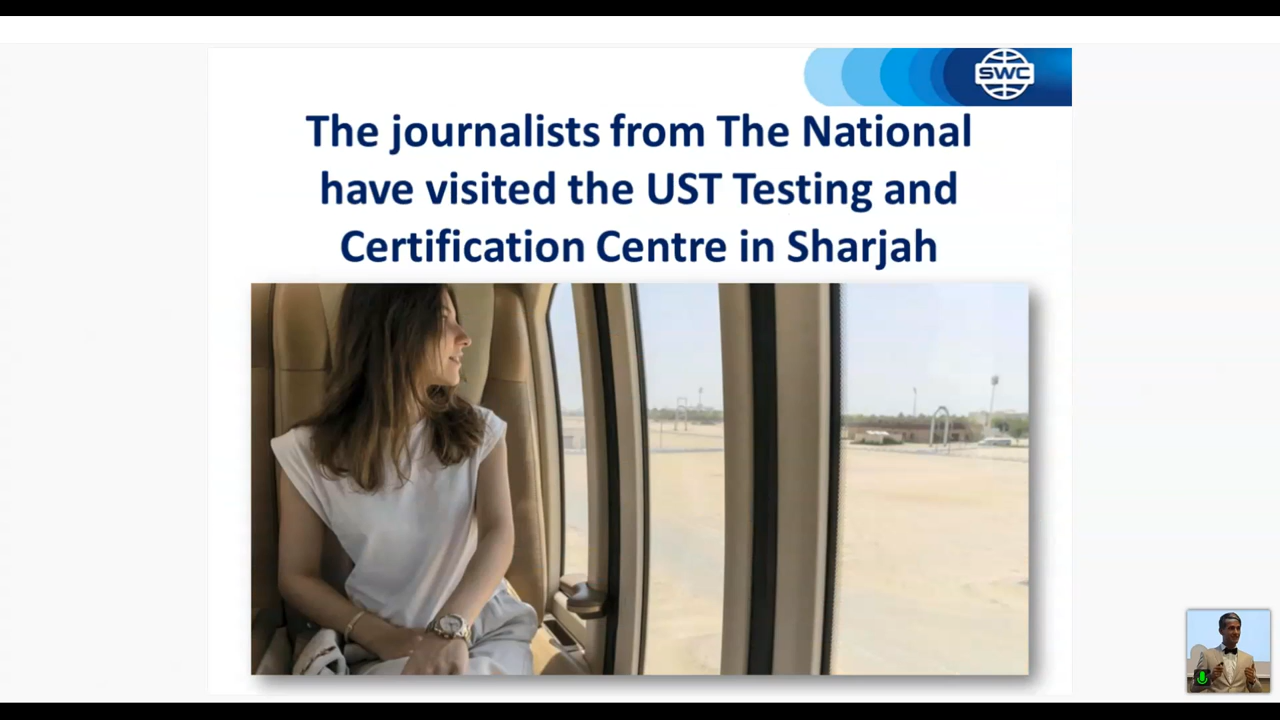 SWC
The journalists from The National
have visited the UST Testing and
Certification Centre in Sharjah